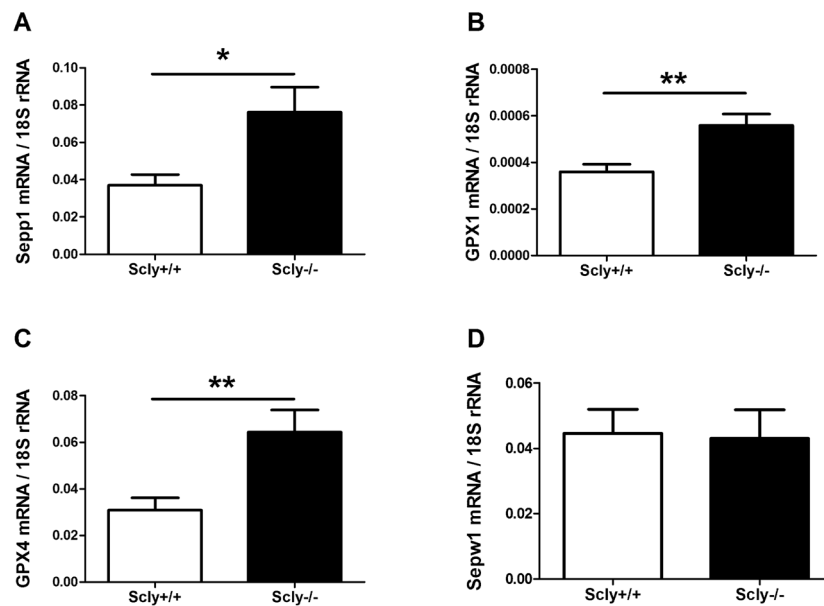 A
Sepp1 mRNA / 18S rRNA
0.10
0.08
0.06
0.04
0.02
0.00
*
Scly+/+
Scly-/-
B
GPX1 mRNA / 18S rRNA
0.0008
0.0006
0.0004
0.0002
0.0000
**
Scly+/+
Scly-/-
C
GPX4 mRNA / 18S rRNA
0.08
0.06
0.04
0.02
0.00
**
Scly+/+
Scly-/-
D
Sepw1 mRNA / 18S rRNA
0.06
0.04
0.02
0.00
Scly+/+
Scly-/-